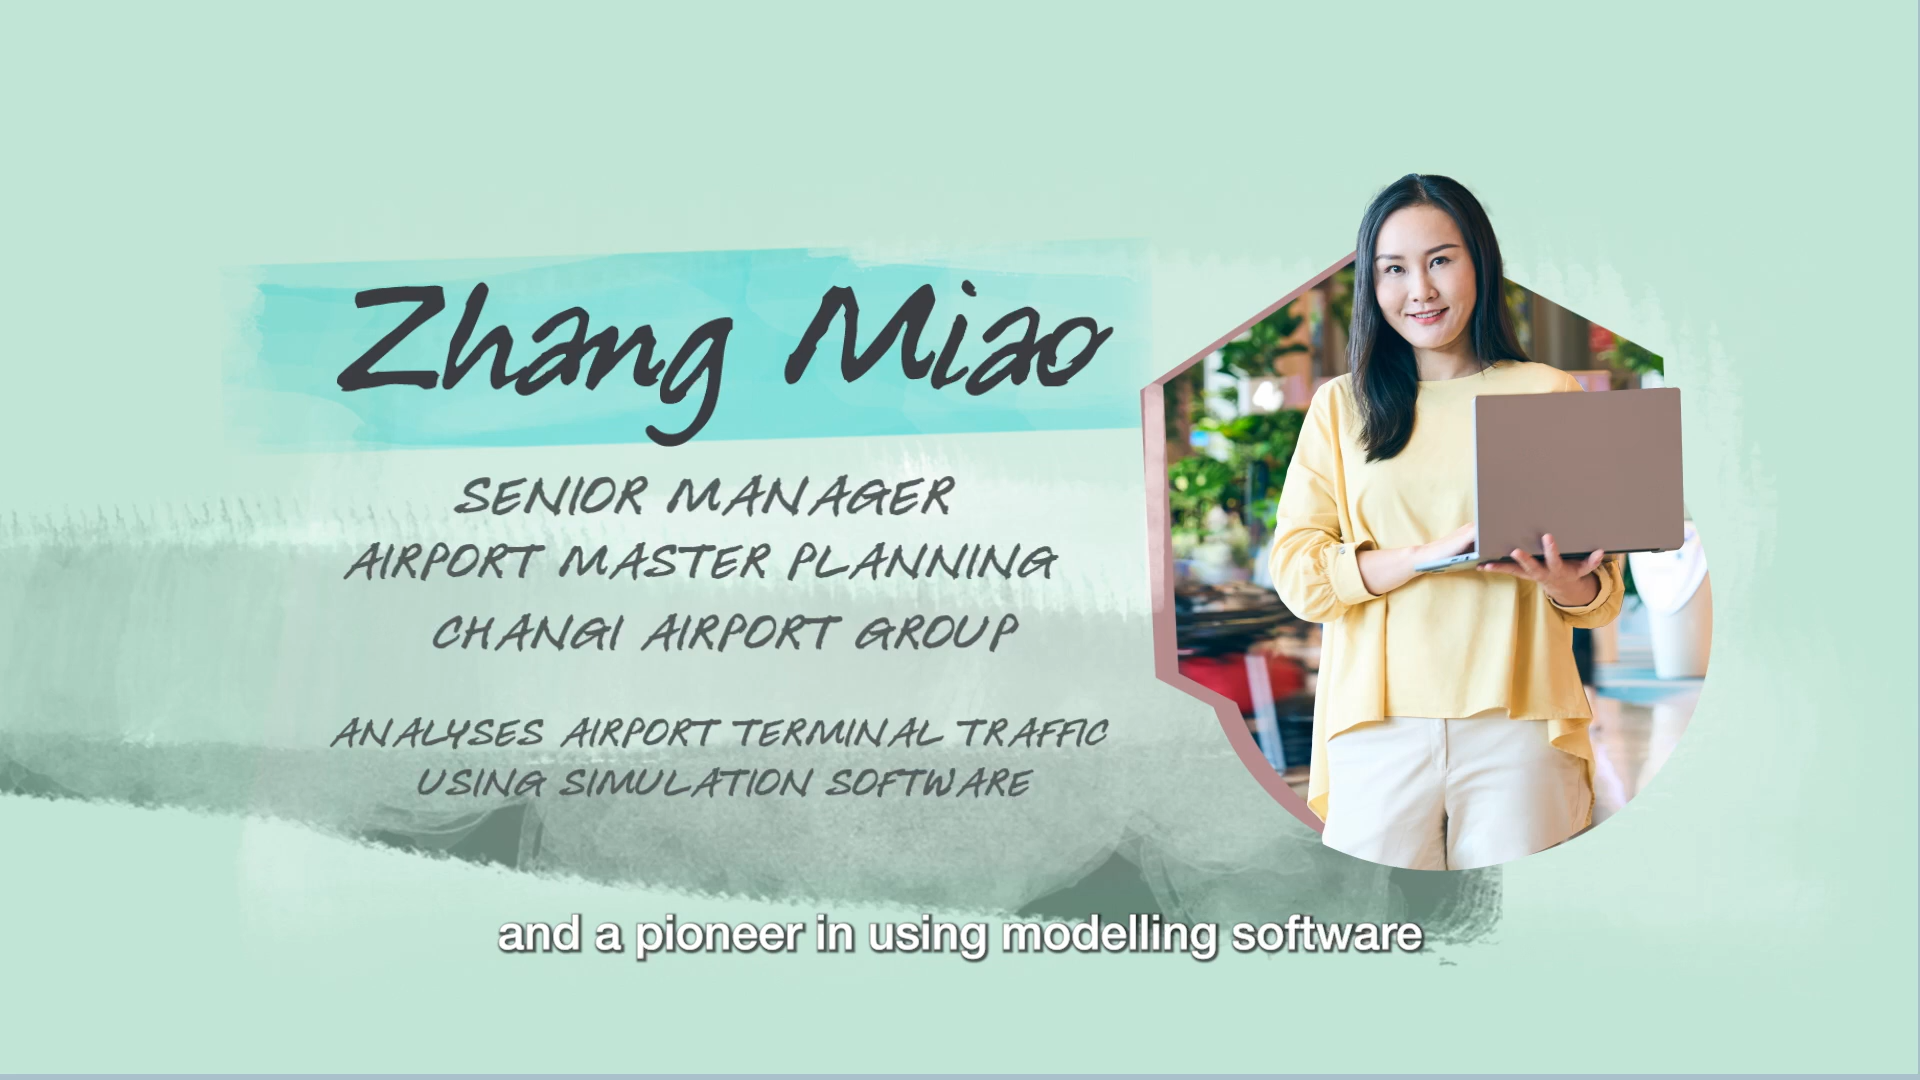 Zhang Miao
SENIOR MANAGER
AIRPORT MASTER PLANNING
CHANGI AIRPORT GROUP
ANALYSES AIRPORT TERMINAL TRAFFIC
USING SIMULATION SOFTWARE
and a pioneer in using modelling software